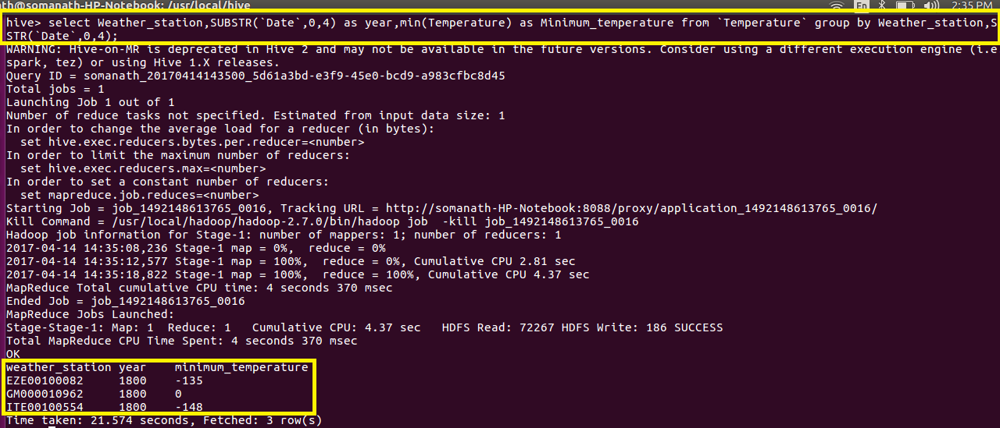 ath@somanath-HP-Notebook: /usr/local/hive En 2:35 PM
hive> select Weather_station,SUBSTR(`Date`,0,4) as year,min(Temperature) as Minimum_temperature from `Temperature` group by Weather_station,S
STR(`Date`,0,4);
WARNING: Hive-on-MR is deprecated in Hive 2 and may not be available in the future versions. Consider using a different execution engine (i.e
spark, tez) or using Hive 1.X releases.
Query ID = somanath_20170414143500_5d61a3bd-e3f9-45e0-bcd9-a983cfbc8d45
Total jobs = 1
Launching Job 1 out of 1
Number of reduce tasks not specified. Estimated from input data size: 1
In order to change the average load for a reducer (in bytes):
  set hive.exec.reducers.bytes.per.reducer=<number>
In order to limit the maximum number of reducers:
  set hive.exec.reducers.max=<number>
In order to set a constant number of reducers:
  set mapreduce.job.reduces=<number>
Starting Job = job_1492148613765_0016, Tracking URL = http://somanath-HP-Notebook:8088/proxy/application_1492148613765_0016/
Kill Command = /usr/local/hadoop/hadoop-2.7.0/bin/hadoop job  -kill job_1492148613765_0016
Hadoop job information for Stage-1: number of mappers: 1; number of reducers: 1
2017-04-14 14:35:08,236 Stage-1 map = 0%,  reduce = 0%
2017-04-14 14:35:12,577 Stage-1 map = 100%,  reduce = 0%, Cumulative CPU 2.81 sec
2017-04-14 14:35:18,822 Stage-1 map = 100%,  reduce = 100%, Cumulative CPU 4.37 sec
MapReduce Total cumulative CPU time: 4 seconds 370 msec
Ended Job = job_1492148613765_0016
MapReduce Jobs Launched:
Stage-Stage-1: Map: 1  Reduce: 1   Cumulative CPU: 4.37 sec   HDFS Read: 72267 HDFS Write: 186 SUCCESS
Total MapReduce CPU Time Spent: 4 seconds 370 msec
OK
weather_station year    minimum_temperature
EZE00100082     1800    -135
GM000010962     1800    0
ITE00100554     1800    -148
Time taken: 21.574 seconds, Fetched: 3 row(s)